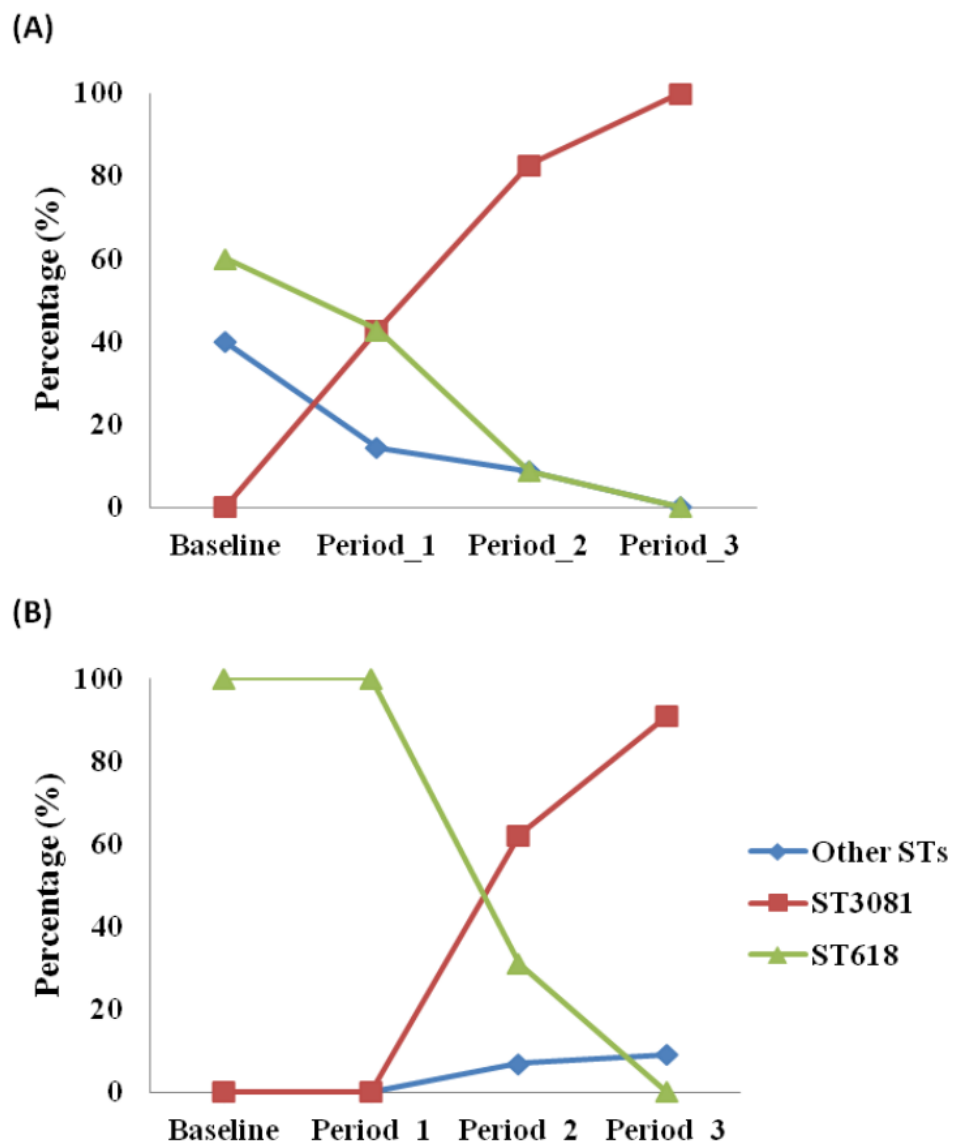 (A)
Percentage (%)
100
80
60
40
20
0
Baseline Period_1 Period_2 Period_3
(B)
Percentage (%)
100
80
60
40
20
0
Baseline Period_1 Period_2 Period_3
Other STs
ST3081
ST618